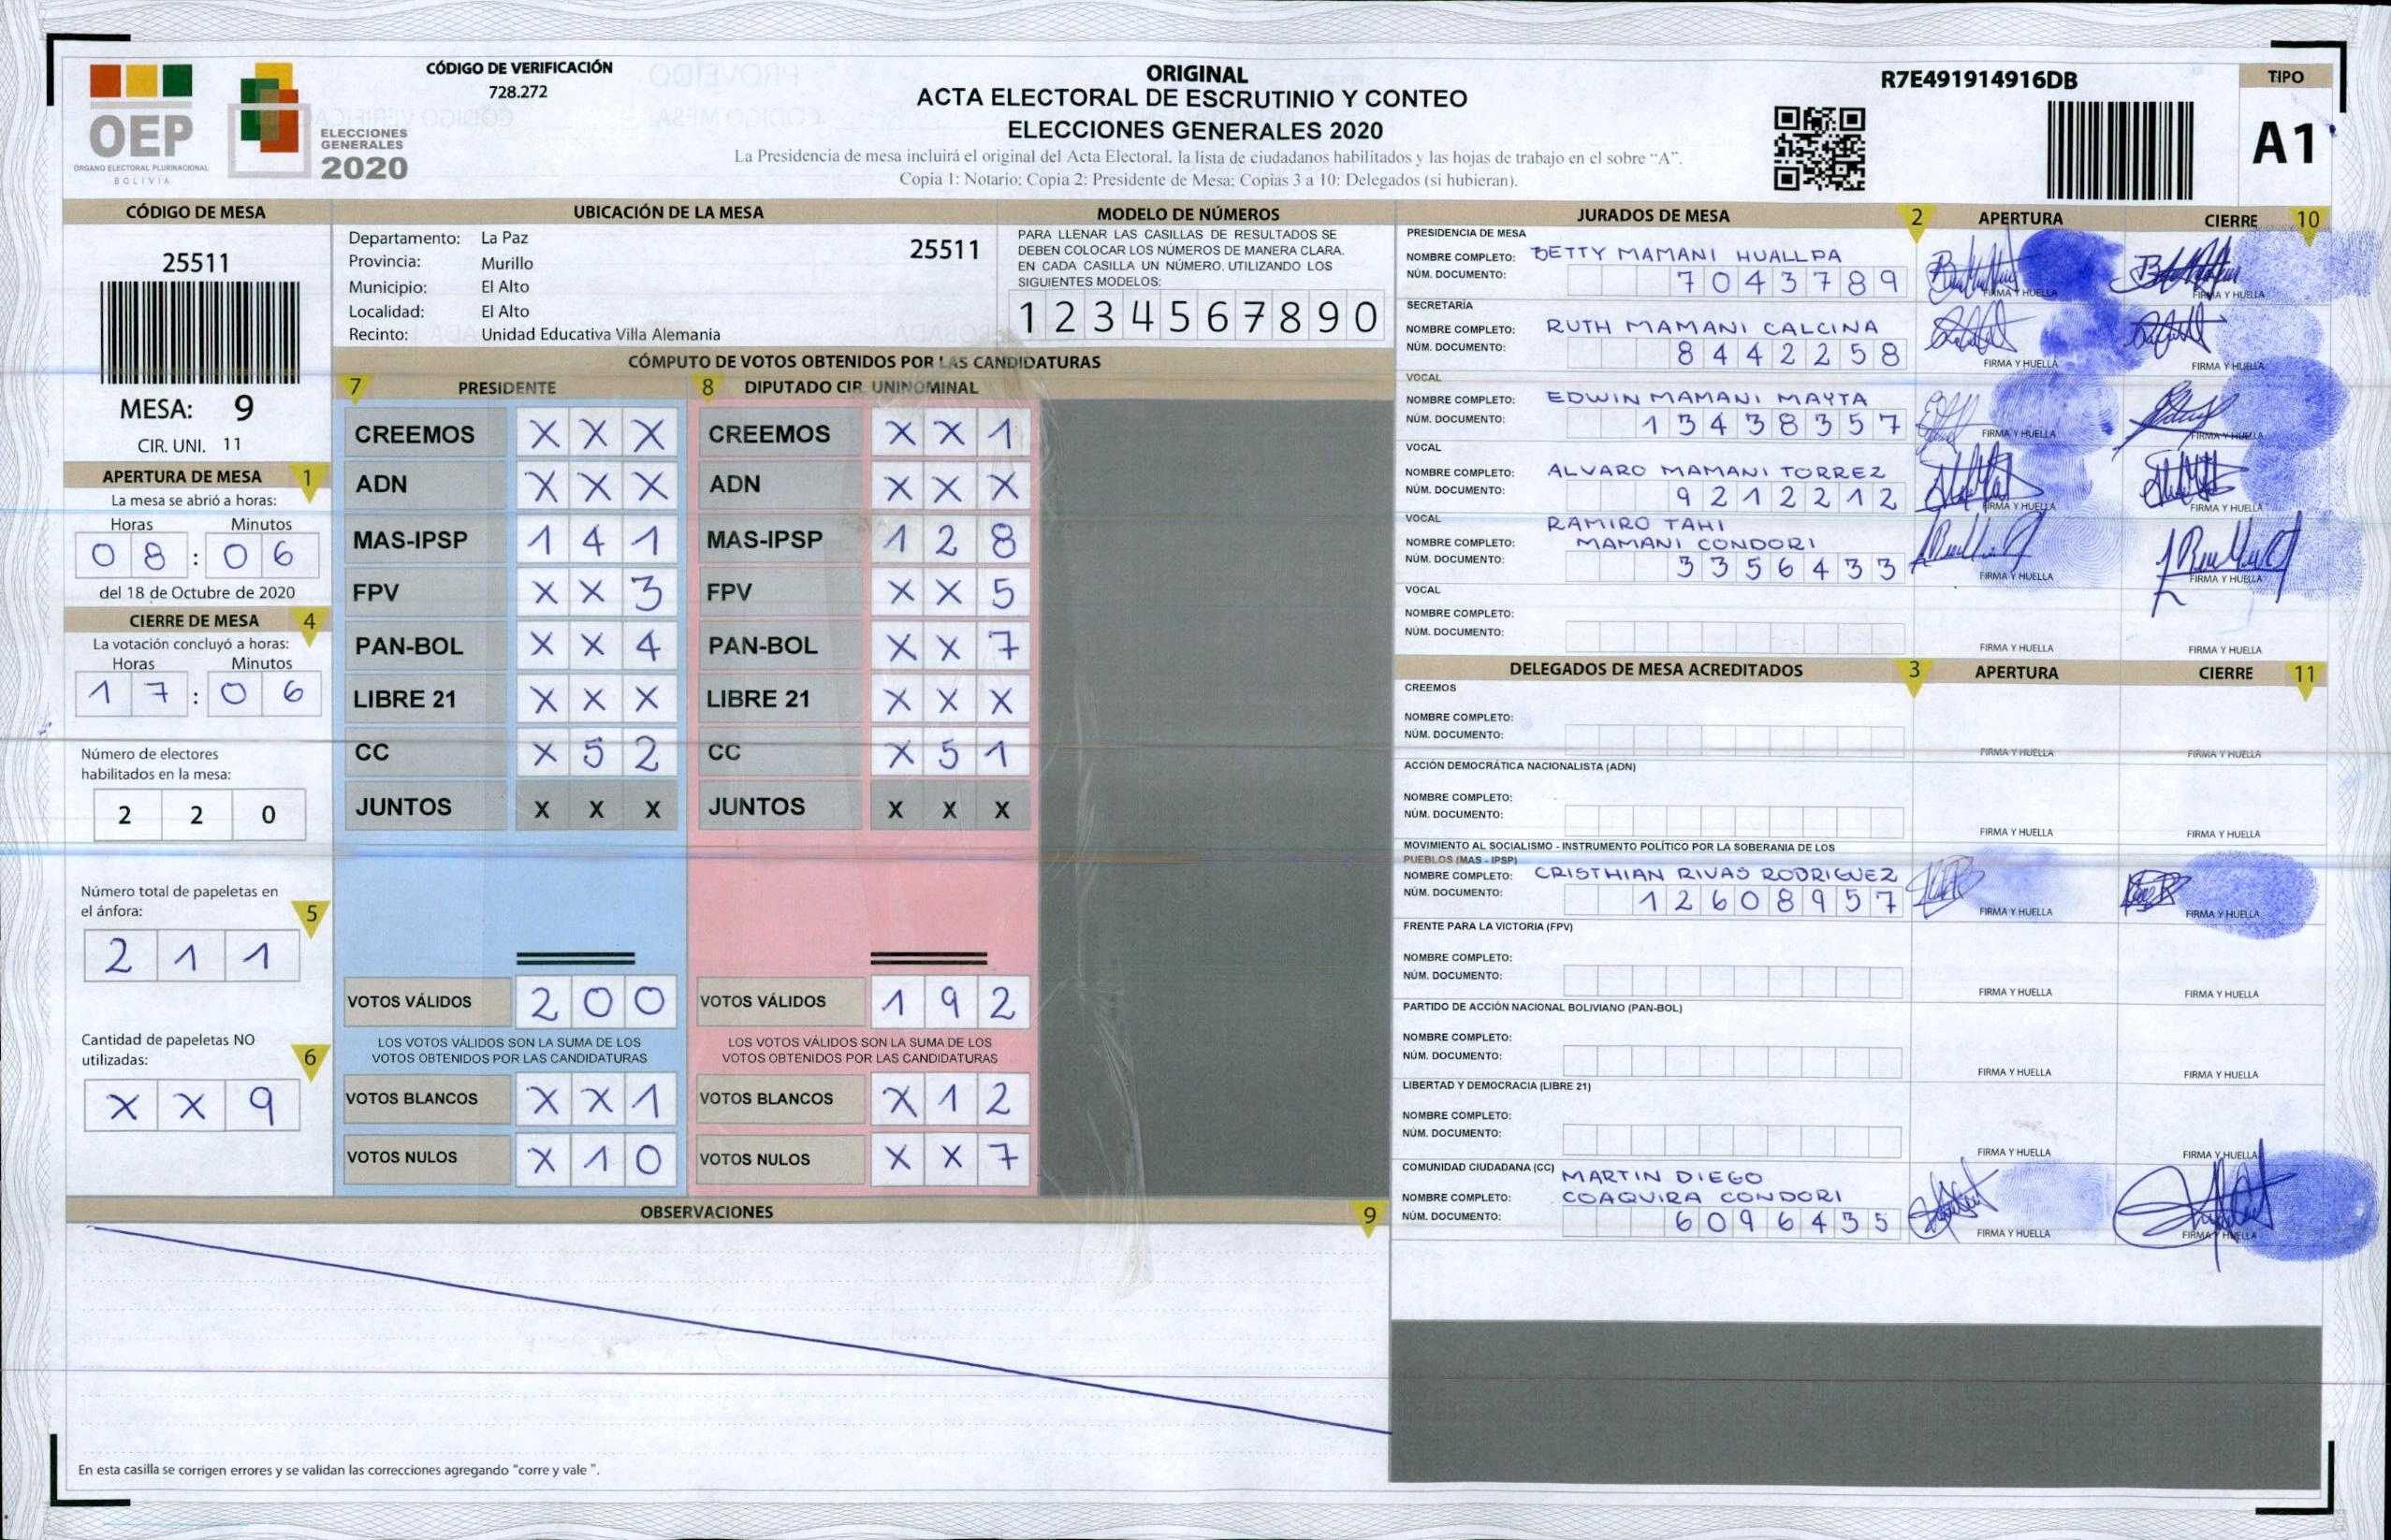 OEP
ÓRGANO ELECTORAL PLURINACIONAL
BOLIVIA
ELECCIONES
GENERALES
2020
CÓDIGO DE VERIFICACIÓN
728.272
ORIGINAL
ACTA ELECTORAL DE ESCRUTINIO Y CONTEO
ELECCIONES GENERALES 2020
La Presidencia de mesa incluirá el original del Acta Electoral, la lista de ciudadanos habilitados y las hojas de trabajo en el sobre “A”.
Copia 1: Notario; Copia 2: Presidente de Mesa; Copias 3 a 10: Delegados (si hubieran).
R7E491914916DB
TIPO
A1
CÓDIGO DE MESA
25511
MESA: 9
CIR. UNI. 11
APERTURA DE MESA 1
La mesa se abrió a horas:
Horas Minutos
08:06
del 18 de Octubre de 2020
CIERRE DE MESA 4
La votación concluyó a horas:
Horas Minutos
17:06
Número de electores
habilitados en la mesa:
2 2 0
Número total de papeletas en
el ánfora: 5
2 1 1
Cantidad de papeletas NO
utilizadas: 6
X X 9
UBICACIÓN DE LA MESA
Departamento: La Paz
25511
Provincia: Murillo
Municipio: El Alto
Localidad: El Alto
Recinto: Unidad Educativa Villa Alemania
MODELO DE NÚMEROS
PARA LLENAR LAS CASILLAS DE RESULTADOS SE
DEBEN COLOCAR LOS NÚMEROS DE MANERA CLARA.
EN CADA CASILLA UN NÚMERO, UTILIZANDO LOS
SIGUIENTES MODELOS:
1 2 3 4 5 6 7 8 9 0
CÓMPUTO DE VOTOS OBTENIDOS POR LAS CANDIDATURAS
7 PRESIDENTE 8 DIPUTADO CIR. UNINOMINAL
CREEMOS X X X CREEMOS X X 1
ADN X X X ADN X X X
MAS-IPSP 1 4 1 MAS-IPSP 1 2 8
FPV X X 3 FPV X X 5
PAN-BOL X X 4 PAN-BOL X X 7
LIBRE 21 X X X LIBRE 21 X X X
CC X 5 2 CC X 5 1
JUNTOS X X X JUNTOS X X X
VOTOS VÁLIDOS 2 0 0 VOTOS VÁLIDOS 1 9 2
LOS VOTOS VÁLIDOS SON LA SUMA DE LOS LOS VOTOS VÁLIDOS SON LA SUMA DE LOS
VOTOS OBTENIDOS POR LAS CANDIDATURAS VOTOS OBTENIDOS POR LAS CANDIDATURAS
VOTOS BLANCOS X X 1 VOTOS BLANCOS X 1 2
VOTOS NULOS X 1 0 VOTOS NULOS X X 7
OBSERVACIONES 9
En esta casilla se corrigen errores y se validan las correcciones agregando "corre y vale ".
JURADOS DE MESA 2 APERTURA CIERRE 10
PRESIDENCIA DE MESA
NOMBRE COMPLETO: BETTY MAMANI HUALLPA
NÚM. DOCUMENTO: 7043789
FIRMA Y HUELLA FIRMA Y HUELLA
SECRETARÍA
NOMBRE COMPLETO: RUTH MAMANI CALCINA
NÚM. DOCUMENTO: 8442258
FIRMA Y HUELLA FIRMA Y HUELLA
VOCAL
NOMBRE COMPLETO: EDWIN MAMANI MAYTA
NÚM. DOCUMENTO: 13438357
FIRMA Y HUELLA FIRMA Y HUELLA
VOCAL
NOMBRE COMPLETO: ALVARO MAMANI TORREZ
NÚM. DOCUMENTO: 9212212
FIRMA Y HUELLA FIRMA Y HUELLA
VOCAL
RAMIRO TAHI
NOMBRE COMPLETO: MAMANI CONDORI
NÚM. DOCUMENTO: 3356433
FIRMA Y HUELLA FIRMA Y HUELLA
VOCAL
NOMBRE COMPLETO:
NÚM. DOCUMENTO:
FIRMA Y HUELLA FIRMA Y HUELLA
DELEGADOS DE MESA ACREDITADOS 3 APERTURA CIERRE 11
CREEMOS
NOMBRE COMPLETO:
NÚM. DOCUMENTO:
FIRMA Y HUELLA FIRMA Y HUELLA
ACCIÓN DEMOCRÁTICA NACIONALISTA (ADN)
NOMBRE COMPLETO:
NÚM. DOCUMENTO:
FIRMA Y HUELLA FIRMA Y HUELLA
MOVIMIENTO AL SOCIALISMO - INSTRUMENTO POLÍTICO POR LA SOBERANIA DE LOS
PUEBLOS (MAS - IPSP)
NOMBRE COMPLETO: CRISTHIAN RIVAS RODRIGUEZ
NÚM. DOCUMENTO: 12608957
FIRMA Y HUELLA FIRMA Y HUELLA
FRENTE PARA LA VICTORIA (FPV)
NOMBRE COMPLETO:
NÚM. DOCUMENTO:
FIRMA Y HUELLA FIRMA Y HUELLA
PARTIDO DE ACCIÓN NACIONAL BOLIVIANO (PAN-BOL)
NOMBRE COMPLETO:
NÚM. DOCUMENTO:
FIRMA Y HUELLA FIRMA Y HUELLA
LIBERTAD Y DEMOCRACIA (LIBRE 21)
NOMBRE COMPLETO:
NÚM. DOCUMENTO:
FIRMA Y HUELLA FIRMA Y HUELLA
COMUNIDAD CIUDADANA (CC) MARTIN DIEGO
NOMBRE COMPLETO: COAQUIRA CONDORI
NÚM. DOCUMENTO: 6096435
FIRMA Y HUELLA FIRMA Y HUELLA